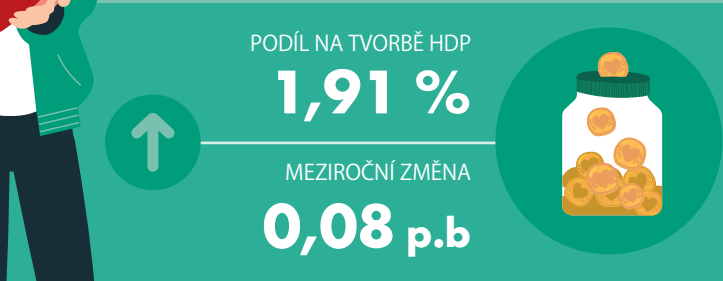 PODÍL NA TVORBĚ HDP
1,91 %
MEZIROČNÍ ZMĚNA
0,08 p.b